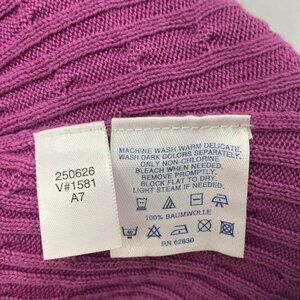 250626
V#1581
A7
MACHINE WASH WARM DELICATE.
WASH DARK COLORS SEPARATELY.
ONLY NON-CHLORINE
BLEACH WHEN NEEDED.
REMOVE PROMPTLY.
BLOCK FLAT TO DRY.
LIGHT STEAM IF NEEDED.
100% BAUMWOLLE
RN 62830